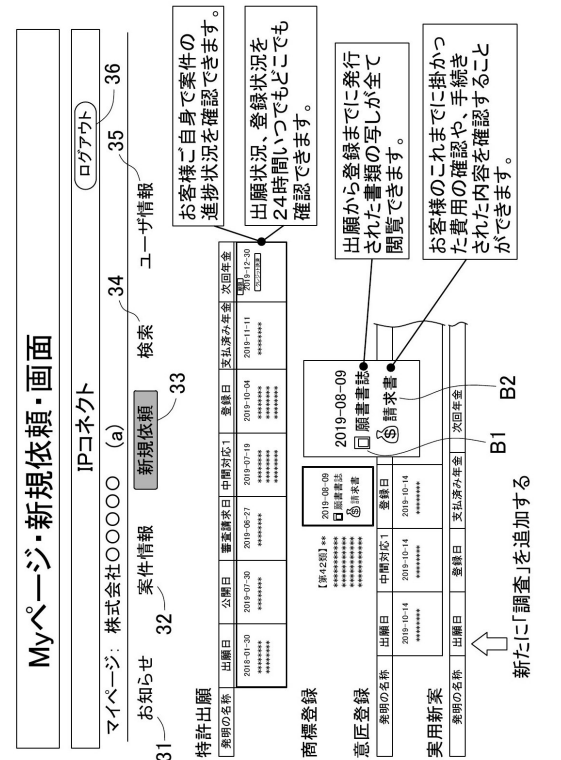 Myページ・新規依頼・画面
IPコネクト
ログアウト
36
マイページ： 株式会社○○○○○ (a)
お知らせ
案件情報
新規依頼
検索
ユーザ情報
31
32
33
34
35
特許出願
発明の名称 出願日 公開日 審査請求日 中間対応1 登録日 支払済み年金 次回年金
2018-01-30 2019-07-30 2019-06-27 2019-07-19 2019-10-04 2019-11-11 2019-12-30
******** ******** ******** ******** ******** ********
******** ******** ********
******** ********
お客様ご自身で案件の
進捗状況を確認できます。
出願状況、登録状況を
24時間いつでもどこでも
確認できます。
商標登録
【第42類】**
**********
**********
**********
2019-08-09
願書書誌
請求書
2019-08-09
願書書誌
請求書
B1
B2
出願から登録までに発行
された書類の写しが全て
閲覧できます。
お客様のこれまでに掛かっ
た費用の確認や、手続き
された内容を確認すること
ができます。
意匠登録
発明の名称 出願日 中間対応1 登録日
2019-10-14 2019-10-14 2019-10-14
******** ******** ********
実用新案
発明の名称 出願日 登録日 支払済み年金 次回年金
新たに「調査」を追加する